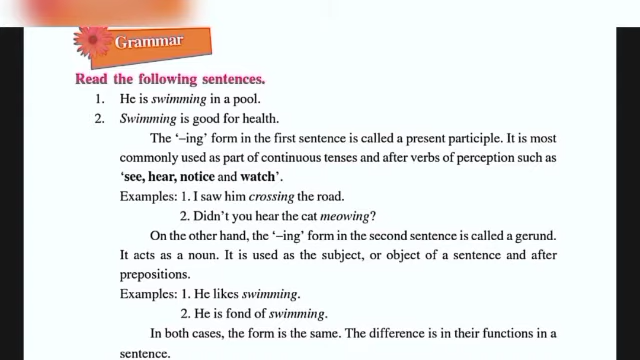 Grammar
Read the following sentences.
1. He is swimming in a pool.
2. Swimming is good for health.
The ‘–ing’ form in the first sentence is called a present participle. It is most
commonly used as part of continuous tenses and after verbs of perception such as
‘see, hear, notice and watch’.
Examples: 1. I saw him crossing the road.
2. Didn’t you hear the cat meowing?
On the other hand, the ‘–ing’ form in the second sentence is called a gerund.
It acts as a noun. It is used as the subject, or object of a sentence and after
prepositions.
Examples: 1. He likes swimming.
2. He is fond of swimming.
In both cases, the form is the same. The difference is in their functions in a
sentence.